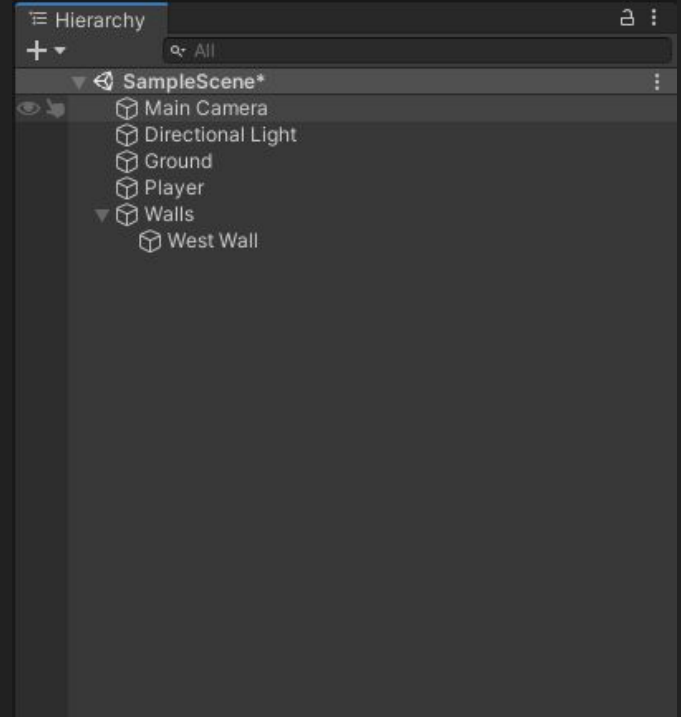 Hierarchy
All
SampleScene*
Main Camera
Directional Light
Ground
Player
Walls
West Wall